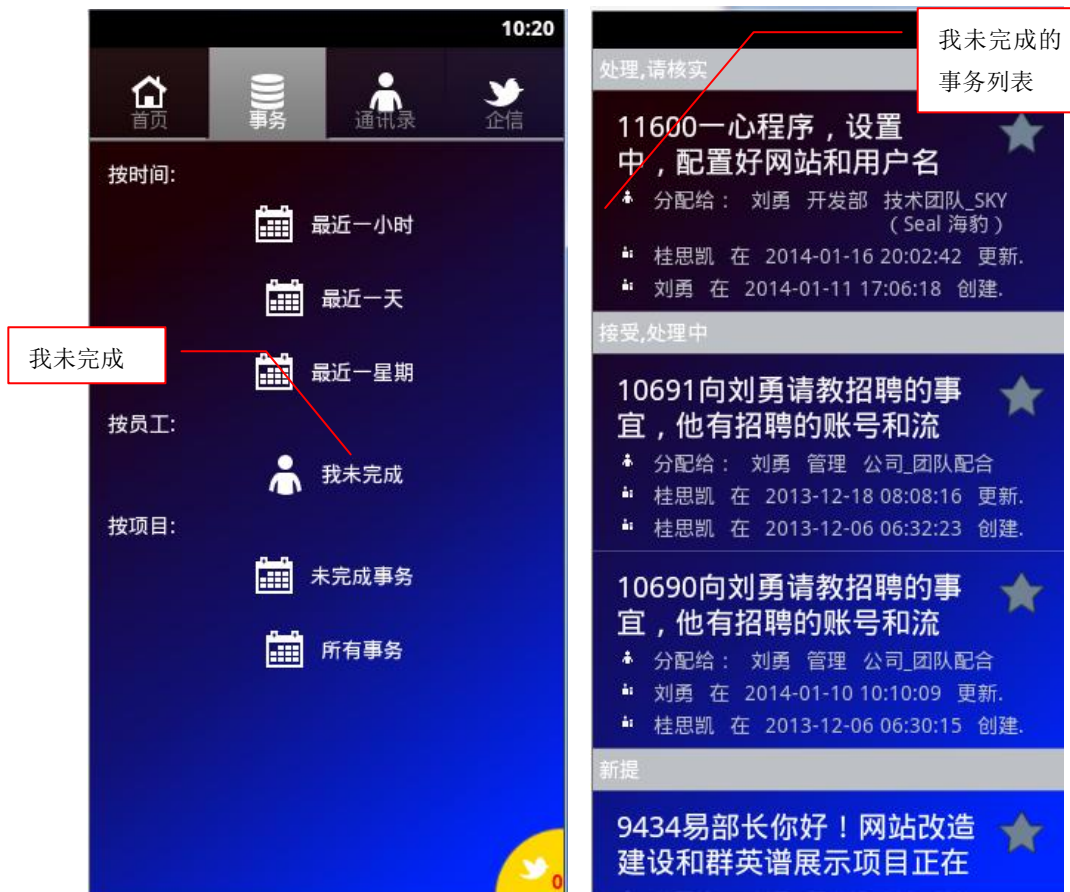 10:20
首页 事务 通讯录 企信
按时间:
最近一小时
最近一天
最近一星期
我未完成
按员工:
我未完成
按项目:
未完成事务
所有事务
0
我未完成的
事务列表
处理,请核实
11600一心程序，设置
中，配置好网站和用户名
分配给： 刘勇 开发部 技术团队_SKY
（Seal 海豹）
桂思凯 在 2014-01-16 20:02:42 更新.
刘勇 在 2014-01-11 17:06:18 创建.
接受,处理中
10691向刘勇请教招聘的事
宜，他有招聘的账号和流
分配给： 刘勇 管理 公司_团队配合
桂思凯 在 2013-12-18 08:08:16 更新.
桂思凯 在 2013-12-06 06:32:23 创建.
10690向刘勇请教招聘的事
宜，他有招聘的账号和流
分配给： 刘勇 管理 公司_团队配合
刘勇 在 2014-01-10 10:10:09 更新.
桂思凯 在 2013-12-06 06:30:15 创建.
新提
9434易部长你好！网站改造
建设和群英谱展示项目正在